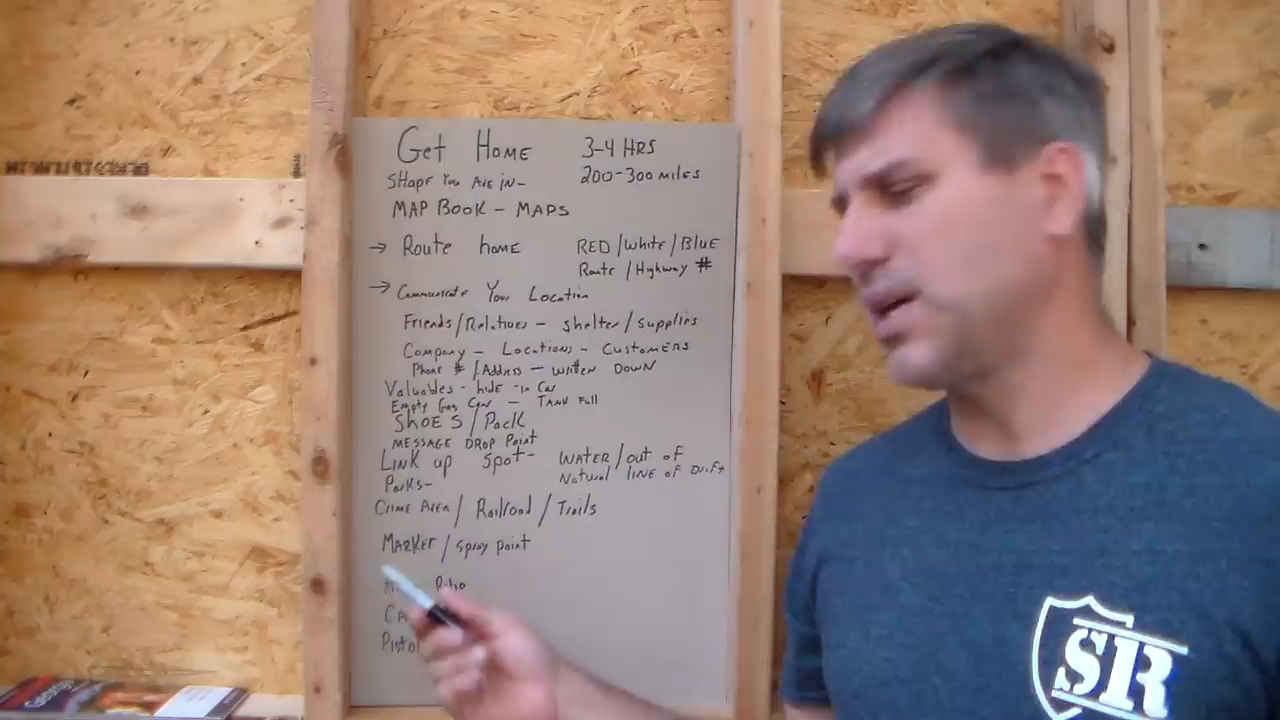 Get Home 3-4 HRS
SHAPE You Are in- 200-300 miles
MAP BOOK - MAPS
→ Route home RED/White/Blue
Route/Highway #
→ Communicate Your Location
Friends/Relatives - shelter/supplies
Company - Locations - Customers
Phone #/Address - written DOWN
Valuables - hide - in Car
Empty Gas Can - TANK Full
SHOES/Pack
MESSAGE DROP Point
LINK up spot- WATER/out of
Parks- Natural line of Drift
Crime Area/Railroad/Trails
MARKER/spray paint
Pisto
SR